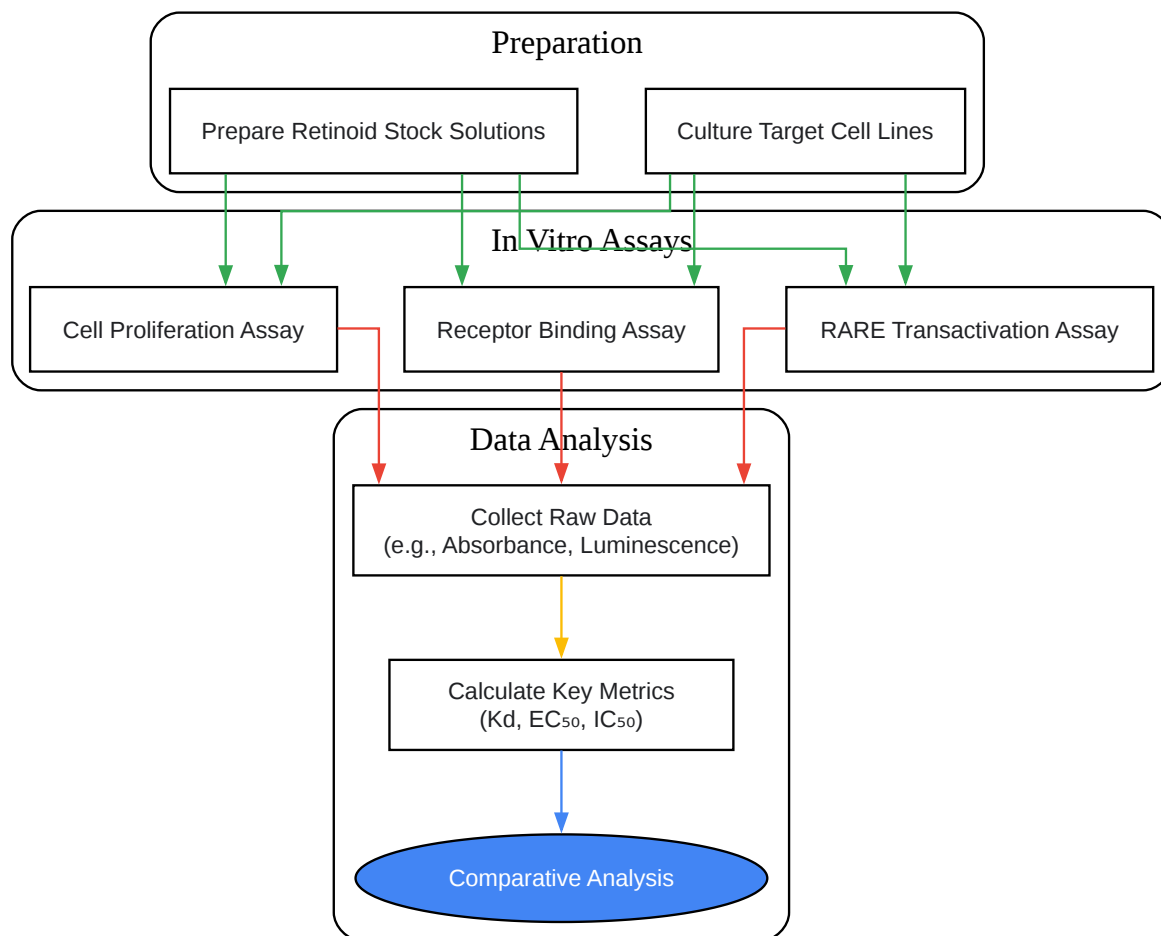 Preparation
Prepare Retinoid Stock Solutions
Culture Target Cell Lines
In Vitro Assays
Cell Proliferation Assay
Receptor Binding Assay
RARE Transactivation Assay
Data Analysis
Collect Raw Data
(e.g., Absorbance, Luminescence)
Calculate Key Metrics
(Kd, EC₅₀, IC₅₀)
Comparative Analysis